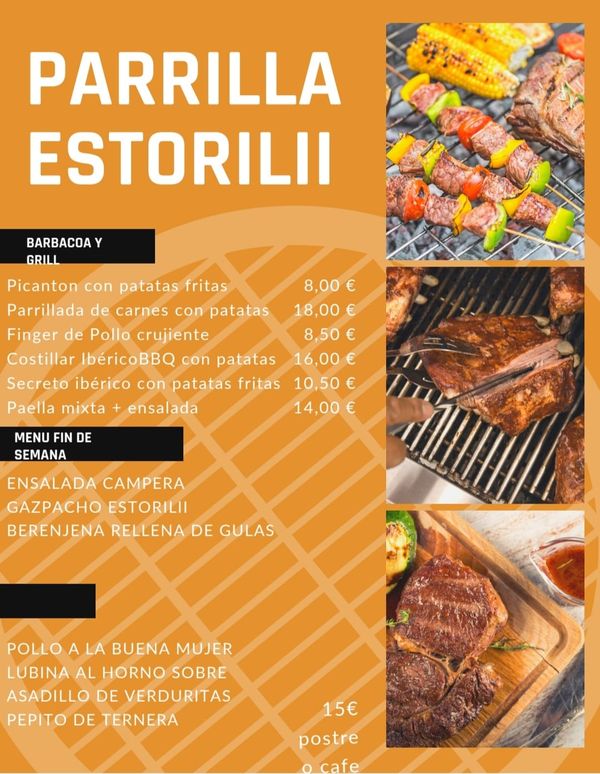 PARRILLA
ESTORILII
BARBACOA Y
GRILL
Picanton con patatas fritas 8,00 €
Parrillada de carnes con patatas 18,00 €
Finger de Pollo crujiente 8,50 €
Costillar IbéricoBBQ con patatas 16,00 €
Secreto ibérico con patatas fritas 10,50 €
Paella mixta + ensalada 14,00 €
MENU FIN DE
SEMANA
ENSALADA CAMPERA
GAZPACHO ESTORILII
BERENJENA RELLENA DE GULAS
POLLO A LA BUENA MUJER
LUBINA AL HORNO SOBRE
ASADILLO DE VERDURITAS
PEPITO DE TERNERA
15€
postre
o cafe